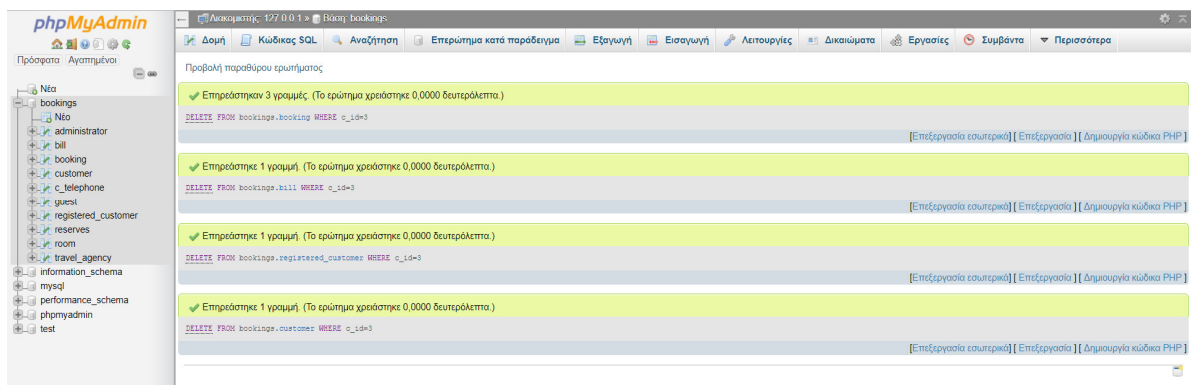 phpMyAdmin
Πρόσφατα Αγαπημένοι
Νέα
bookings
Νέο
administrator
bill
booking
customer
c_telephone
guest
registered_customer
reserves
room
travel_agency
information_schema
mysql
performance_schema
phpmyadmin
test
Διακομιστής: 127.0.0.1 » Βάση: bookings
Δομή Κώδικας SQL Αναζήτηση Επερώτημα κατά παράδειγμα Εξαγωγή Εισαγωγή Λειτουργίες Δικαιώματα Εργασίες Συμβάντα Περισσότερα
Προβολή παραθύρου ερωτήματος
Επηρεάστηκαν 3 γραμμές. (Το ερώτημα χρειάστηκε 0,0000 δευτερόλεπτα.)
DELETE FROM bookings.booking WHERE c_id=3
[Επεξεργασία εσωτερικά] [ Επεξεργασία ] [ Δημιουργία κώδικα PHP ]
Επηρεάστηκε 1 γραμμή. (Το ερώτημα χρειάστηκε 0,0000 δευτερόλεπτα.)
DELETE FROM bookings.bill WHERE c_id=3
[Επεξεργασία εσωτερικά] [ Επεξεργασία ] [ Δημιουργία κώδικα PHP ]
Επηρεάστηκε 1 γραμμή. (Το ερώτημα χρειάστηκε 0,0000 δευτερόλεπτα.)
DELETE FROM bookings.registered_customer WHERE c_id=3
[Επεξεργασία εσωτερικά] [ Επεξεργασία ] [ Δημιουργία κώδικα PHP ]
Επηρεάστηκε 1 γραμμή. (Το ερώτημα χρειάστηκε 0,0000 δευτερόλεπτα.)
DELETE FROM bookings.customer WHERE c_id=3
[Επεξεργασία εσωτερικά] [ Επεξεργασία ] [ Δημιουργία κώδικα PHP ]